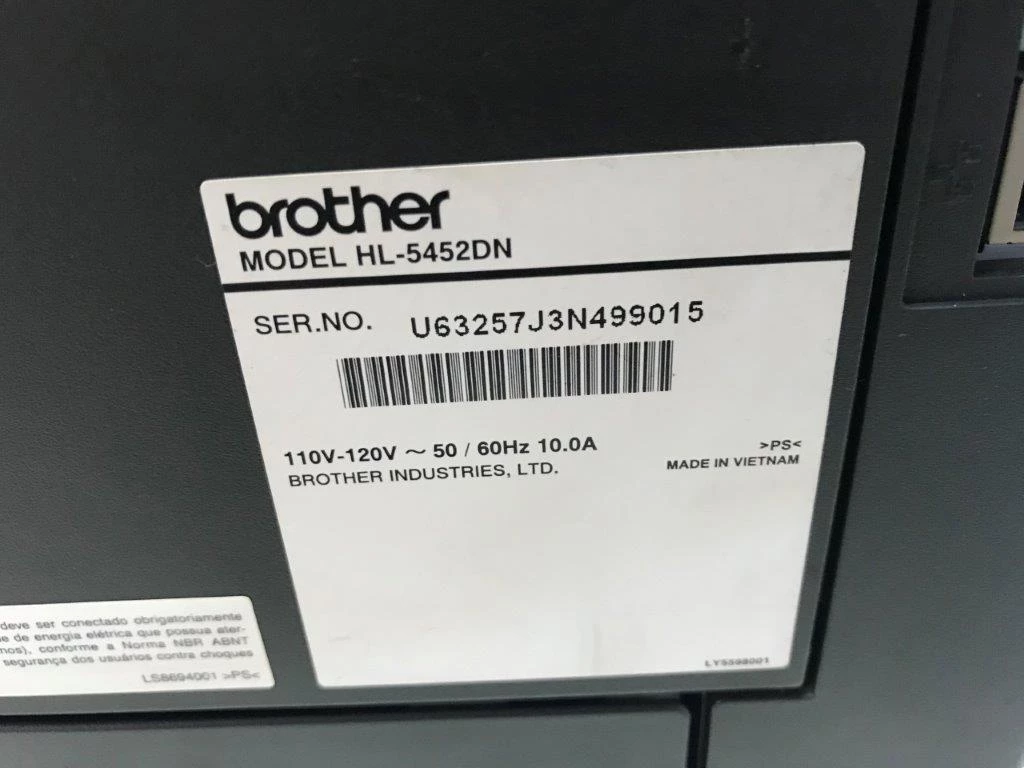 brother
MODEL HL-5452DN
SER.NO. U63257J3N499015
110V-120V ~ 50 / 60Hz 10.0A
BROTHER INDUSTRIES, LTD.
>PS<
MADE IN VIETNAM
LY5598001
deve ser conectado obrigatoriamente
de energia elétrica que possua ater-
conforme a Norma NBR ABNT
segurança dos usuários contra choques
LS8694001 >PS<